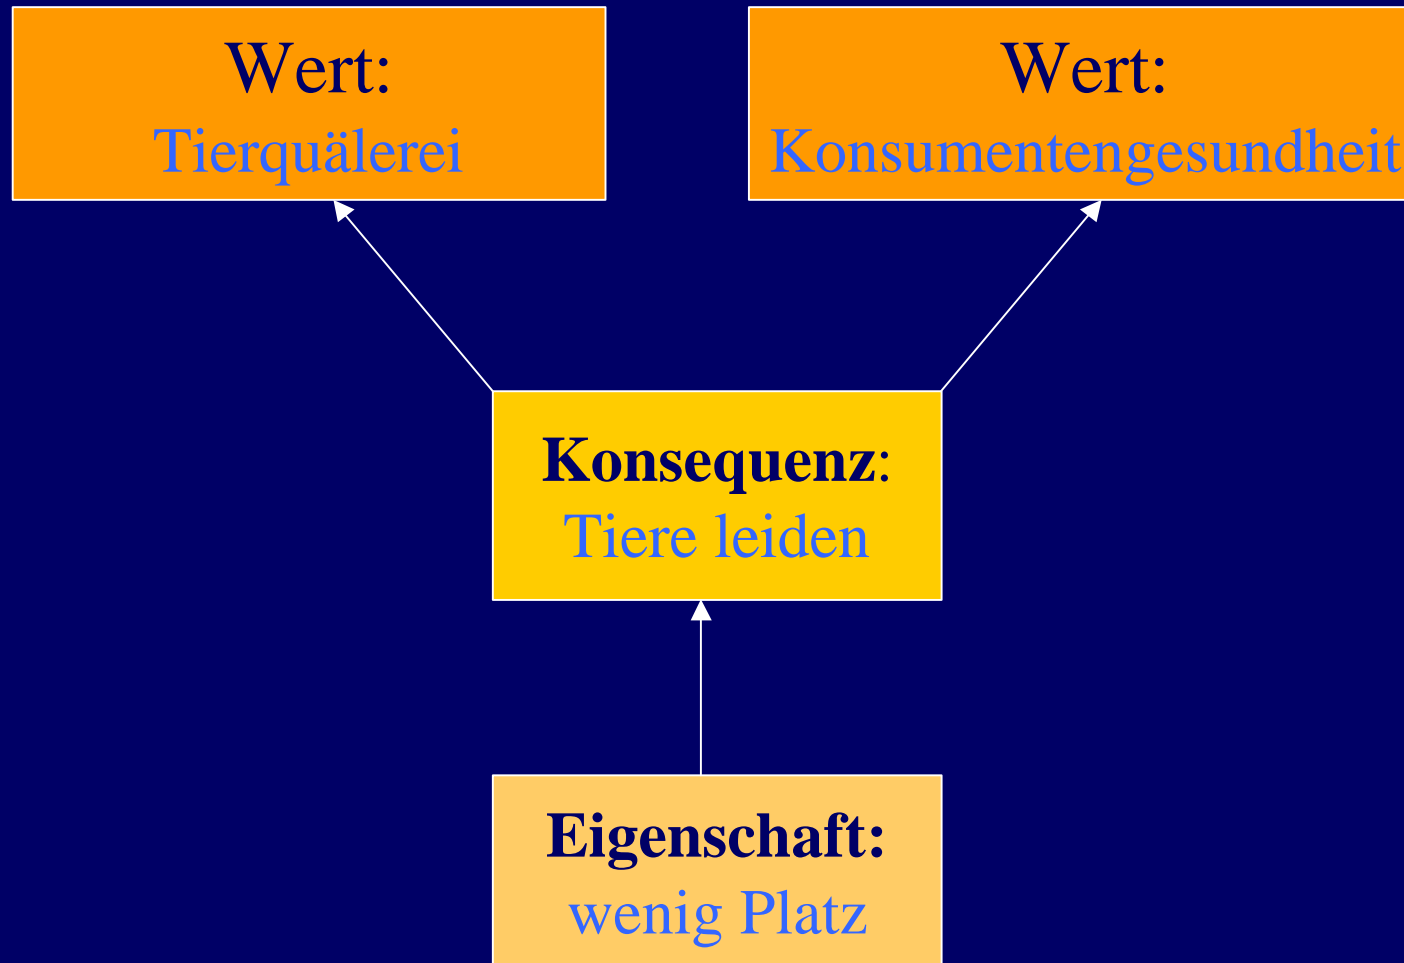 Wert:
Tierquälerei
Wert:
Konsumentengesundheit
Konsequenz:
Tiere leiden
Eigenschaft:
wenig Platz